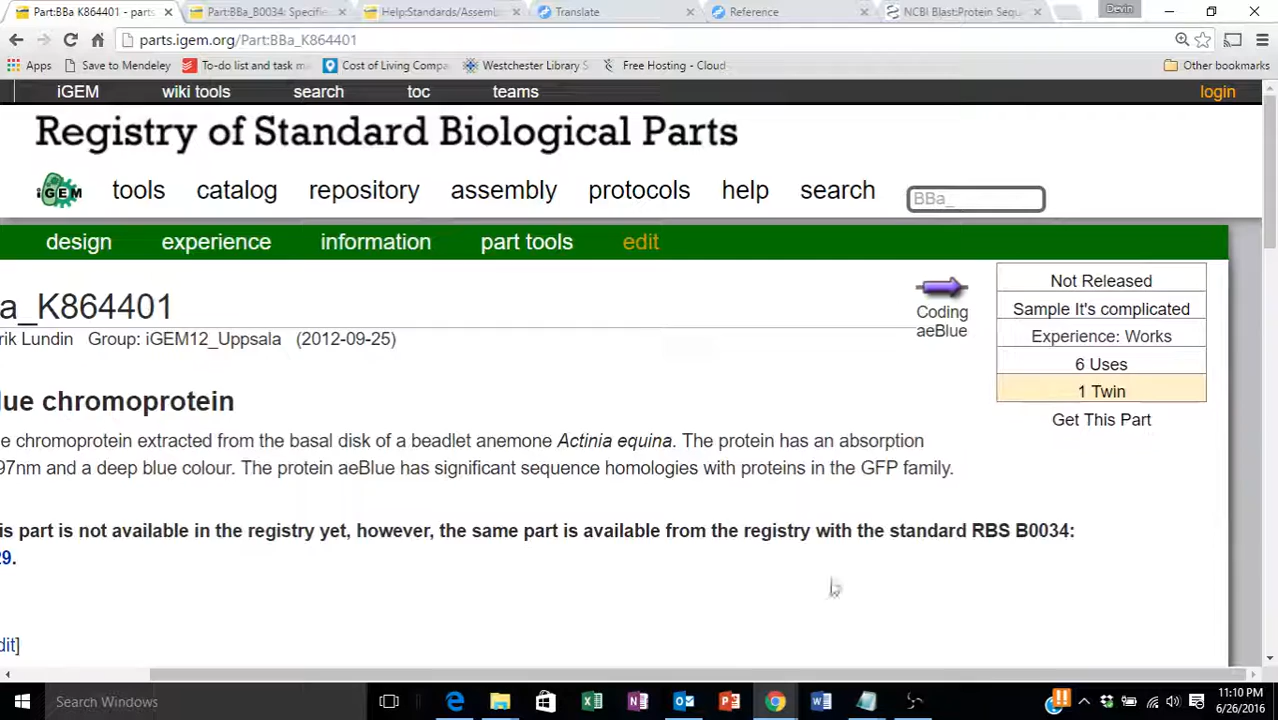 Part:BBa K864401 - parts
Part:BBa_B0034: Specifie
Help:Standards/Assem
Translate
Reference
NCBI Blast:Protein Sequ
Devin
parts.igem.org/Part:BBa_K864401
Apps
Save to Mendeley
To-do list and task m
Cost of Living Compa
Westchester Library S
Free Hosting - Cloud
Other bookmarks
iGEM wiki tools search toc teams login
Registry of Standard Biological Parts
iGEM tools catalog repository assembly protocols help search BBa_
design experience information part tools edit
a_K864401
rik Lundin Group: iGEM12_Uppsala (2012-09-25)
Coding
aeBlue
Not Released
Sample It's complicated
Experience: Works
6 Uses
1 Twin
Get This Part
lue chromoprotein
e chromoprotein extracted from the basal disk of a beadlet anemone Actinia equina. The protein has an absorption
97nm and a deep blue colour. The protein aeBlue has significant sequence homologies with proteins in the GFP family.
is part is not available in the registry yet, however, the same part is available from the registry with the standard RBS B0034:
29.
dit]
Search Windows
11:10 PM
6/26/2016